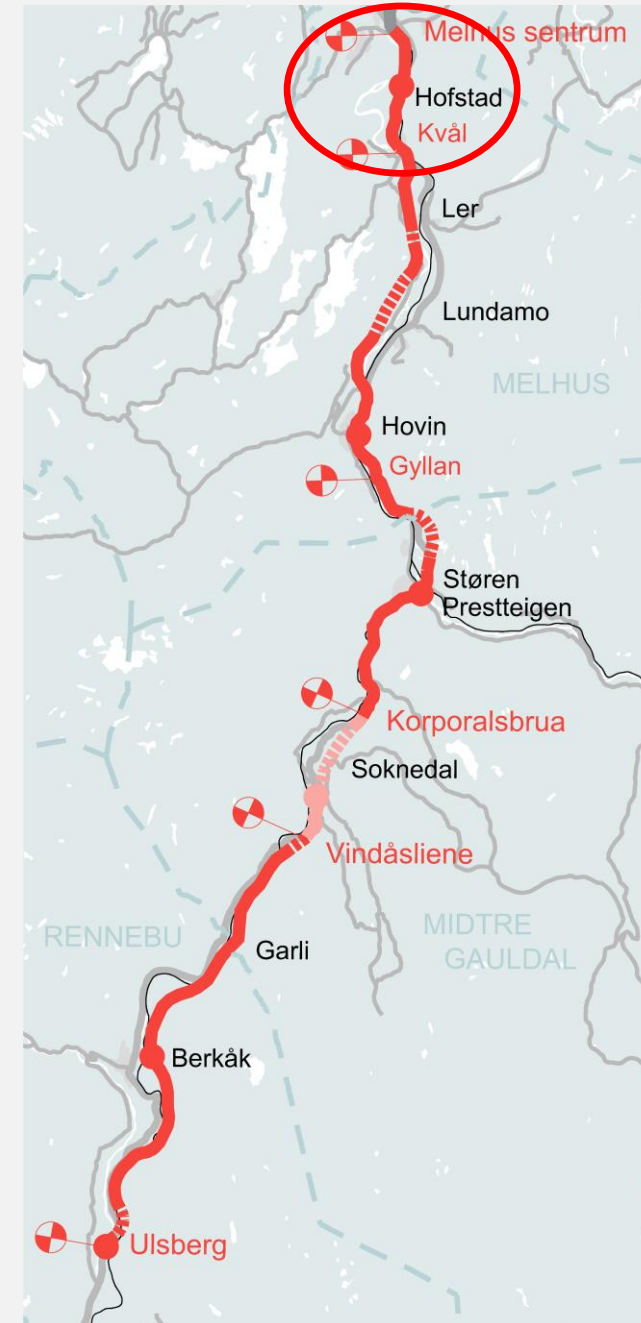 Melhus sentrum
Hofstad
Kvål
Ler
Lundamo
MELHUS
Hovin
Gyllan
Støren
Prestteigen
Korporalsbrua
Soknedal
Vindåsliene
RENNEBU
MIDTRE
GAULDAL
Garli
Berkåk
Ulsberg